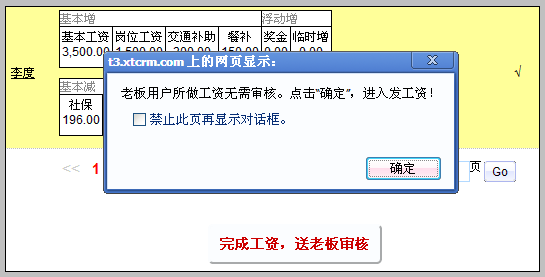 基本增 浮动增
基本工资 岗位工资 交通补助 餐补 奖金 临时增
3,500.00 1,500.00 200.00 150.00 0.00 0.00
李度 √
基本减
社保
196.00
t3.xtcrm.com 上的网页显示：
老板用户所做工资无需审核。点击"确定"，进入发工资！
禁止此页再显示对话框。
确定
<< 1 页 Go
完成工资，送老板审核